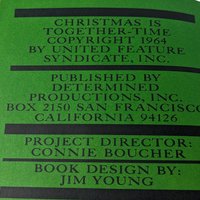 CHRISTMAS IS
TOGETHER-TIME
COPYRIGHT 1964
BY UNITED FEATURE
SYNDICATE, INC.
PUBLISHED BY
DETERMINED
PRODUCTIONS, INC.
BOX 2150 SAN FRANCISCO
CALIFORNIA 94126
PROJECT DIRECTOR:
CONNIE BOUCHER
BOOK DESIGN BY:
JIM YOUNG